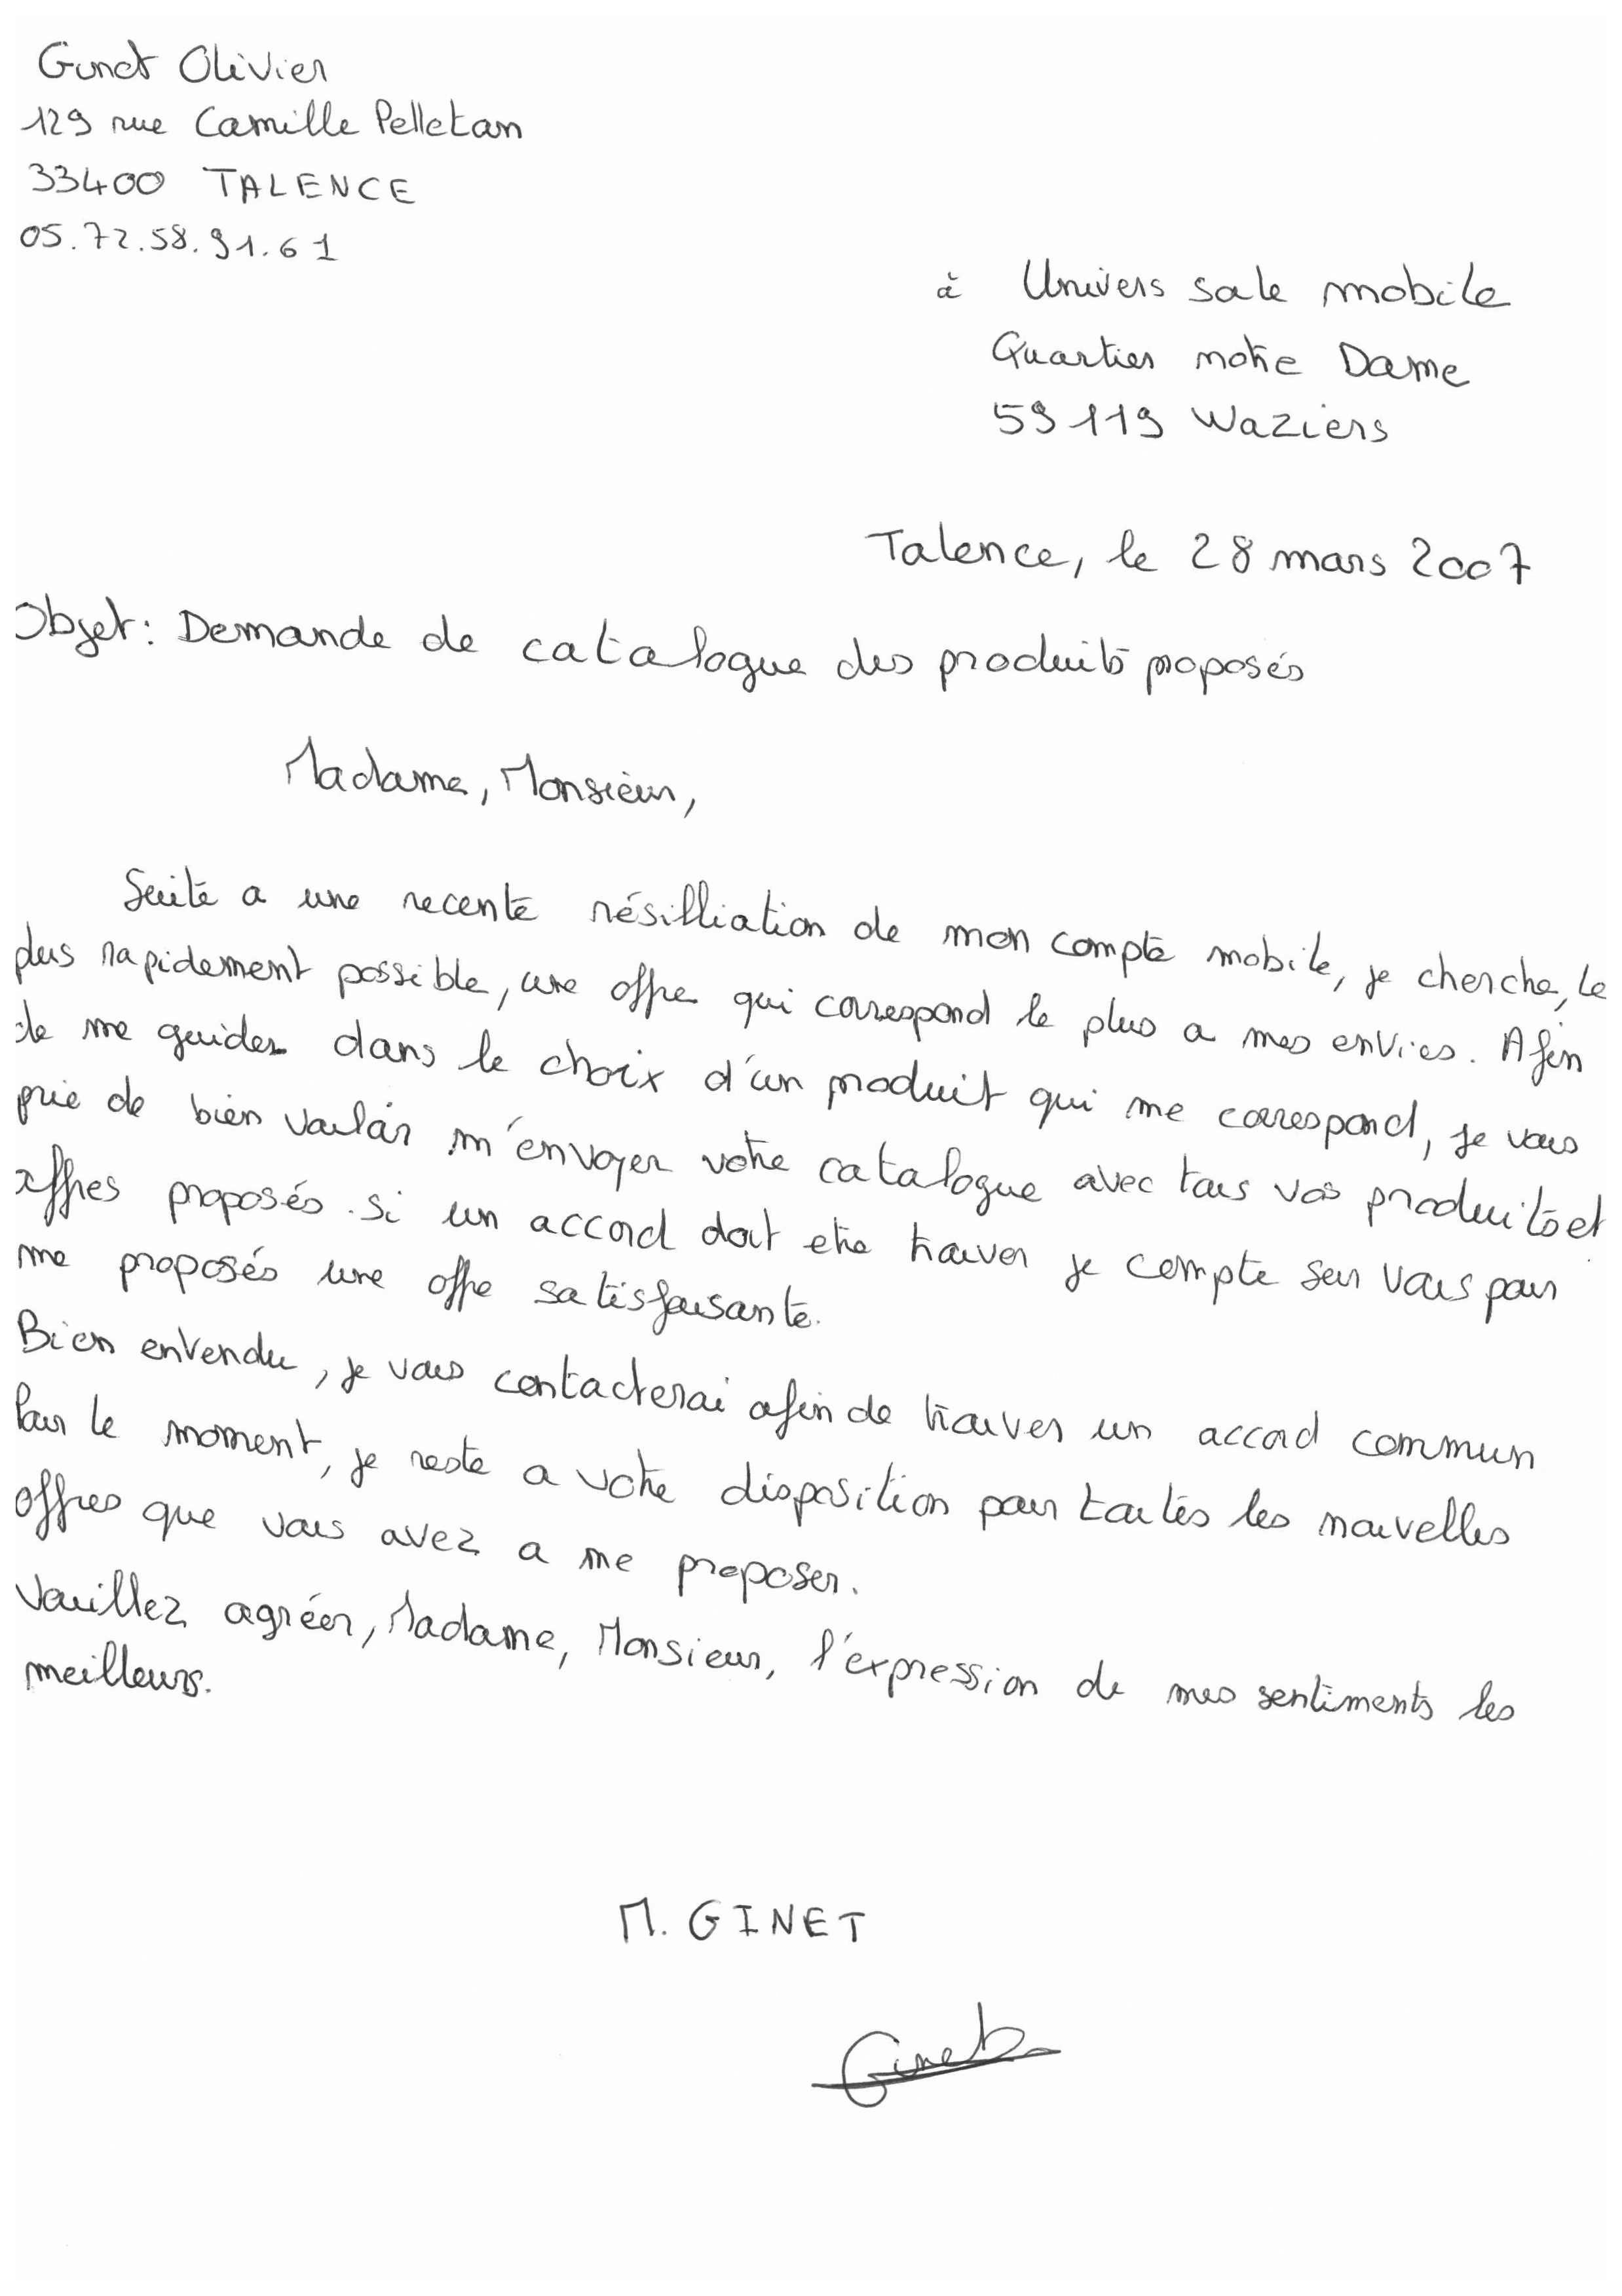 Ginet Olivier
129 rue Camille Pelletan
33400 TALENCE
05.72.58.91.61
à Univers sale mobile
Quartier notre Dame
59119 Waziers
Talence, le 28 mars 2007
Objet: Demande de catalogue des produits proposés
Madame, Monsieur,
Suite a une recente résilliation de mon compte mobile, je cherche, le
plus rapidement possible, une offre qui correspond le plus a mes envies. Afin
de me guider dans le choix d'un produit qui me correspond, je vous
prie de bien vouloir m'envoyer votre catalogue avec tous vos produits et
offres proposés. si un accord doit etre trouver je compte sur vous pour
me proposés une offre satisfaisante.
Bien entendu, je vous contacterai afin de trouver un accord commun
Pour le moment, je reste a votre disposition pour toutes les nouvelles
offres que vous avez a me proposer.
Veuillez agréer, Madame, Monsieur, l'expression de mes sentiments les
meilleurs.
M. GINET
Ginet